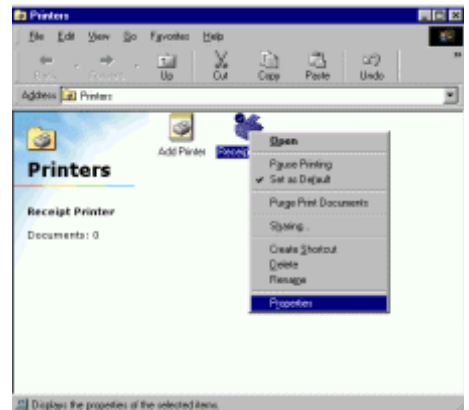 Printers
File Edit View Go Favorites Help
Back Forward Up Cut Copy Paste Undo
Address Printers
Add Printer
Printers
Receipt Printer
Documents: 0
Open
Pause Printing
Set as Default
Purge Print Documents
Sharing...
Create Shortcut
Delete
Rename
Properties
Displays the properties of the selected items.